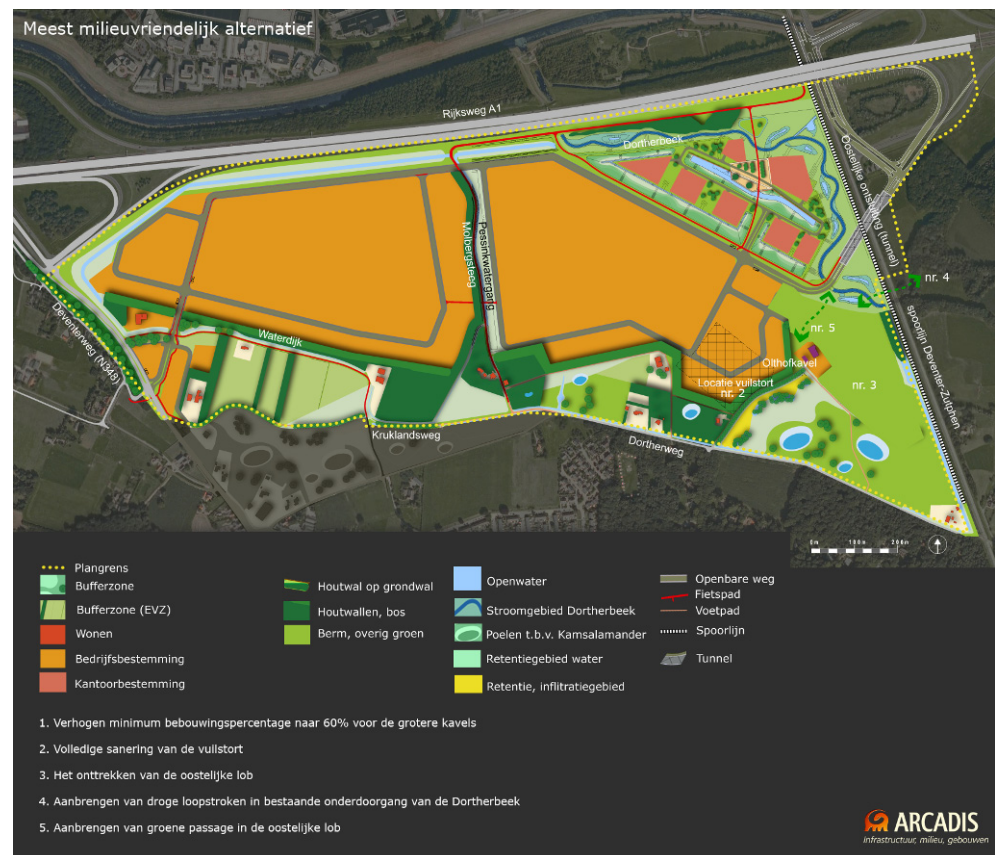 Meest milieuvriendelijk alternatief
Rijksweg A1
Dortherbeek
Oostelijke ontsluiting (tunnel)
Molbergsteeg
Pessinkwatergang
nr. 4
nr. 5
Deventerweg (N348)
Waterdijk
Olthofkavel
Locatie vuilstort
nr. 2
nr. 3
spoorlijn Deventer-Zutphen
Kruklandsweg
Dortherweg
0m 100m 200m
Plangrens
Bufferzone
Bufferzone (EVZ)
Wonen
Bedrijfsbestemming
Kantoorbestemming
Houtwal op grondwal
Houtwallen, bos
Berm, overig groen
Openwater
Stroomgebied Dortherbeek
Poelen t.b.v. Kamsalamander
Retentiegebied water
Retentie, inflitratiegebied
Openbare weg
Fietspad
Voetpad
Spoorlijn
Tunnel
1. Verhogen minimum bebouwingspercentage naar 60% voor de grotere kavels
2. Volledige sanering van de vuilstort
3. Het onttrekken van de oostelijke lob
4. Aanbrengen van droge loopstroken in bestaande onderdoorgang van de Dortherbeek
5. Aanbrengen van groene passage in de oostelijke lob
ARCADIS
infrastructuur, milieu, gebouwen